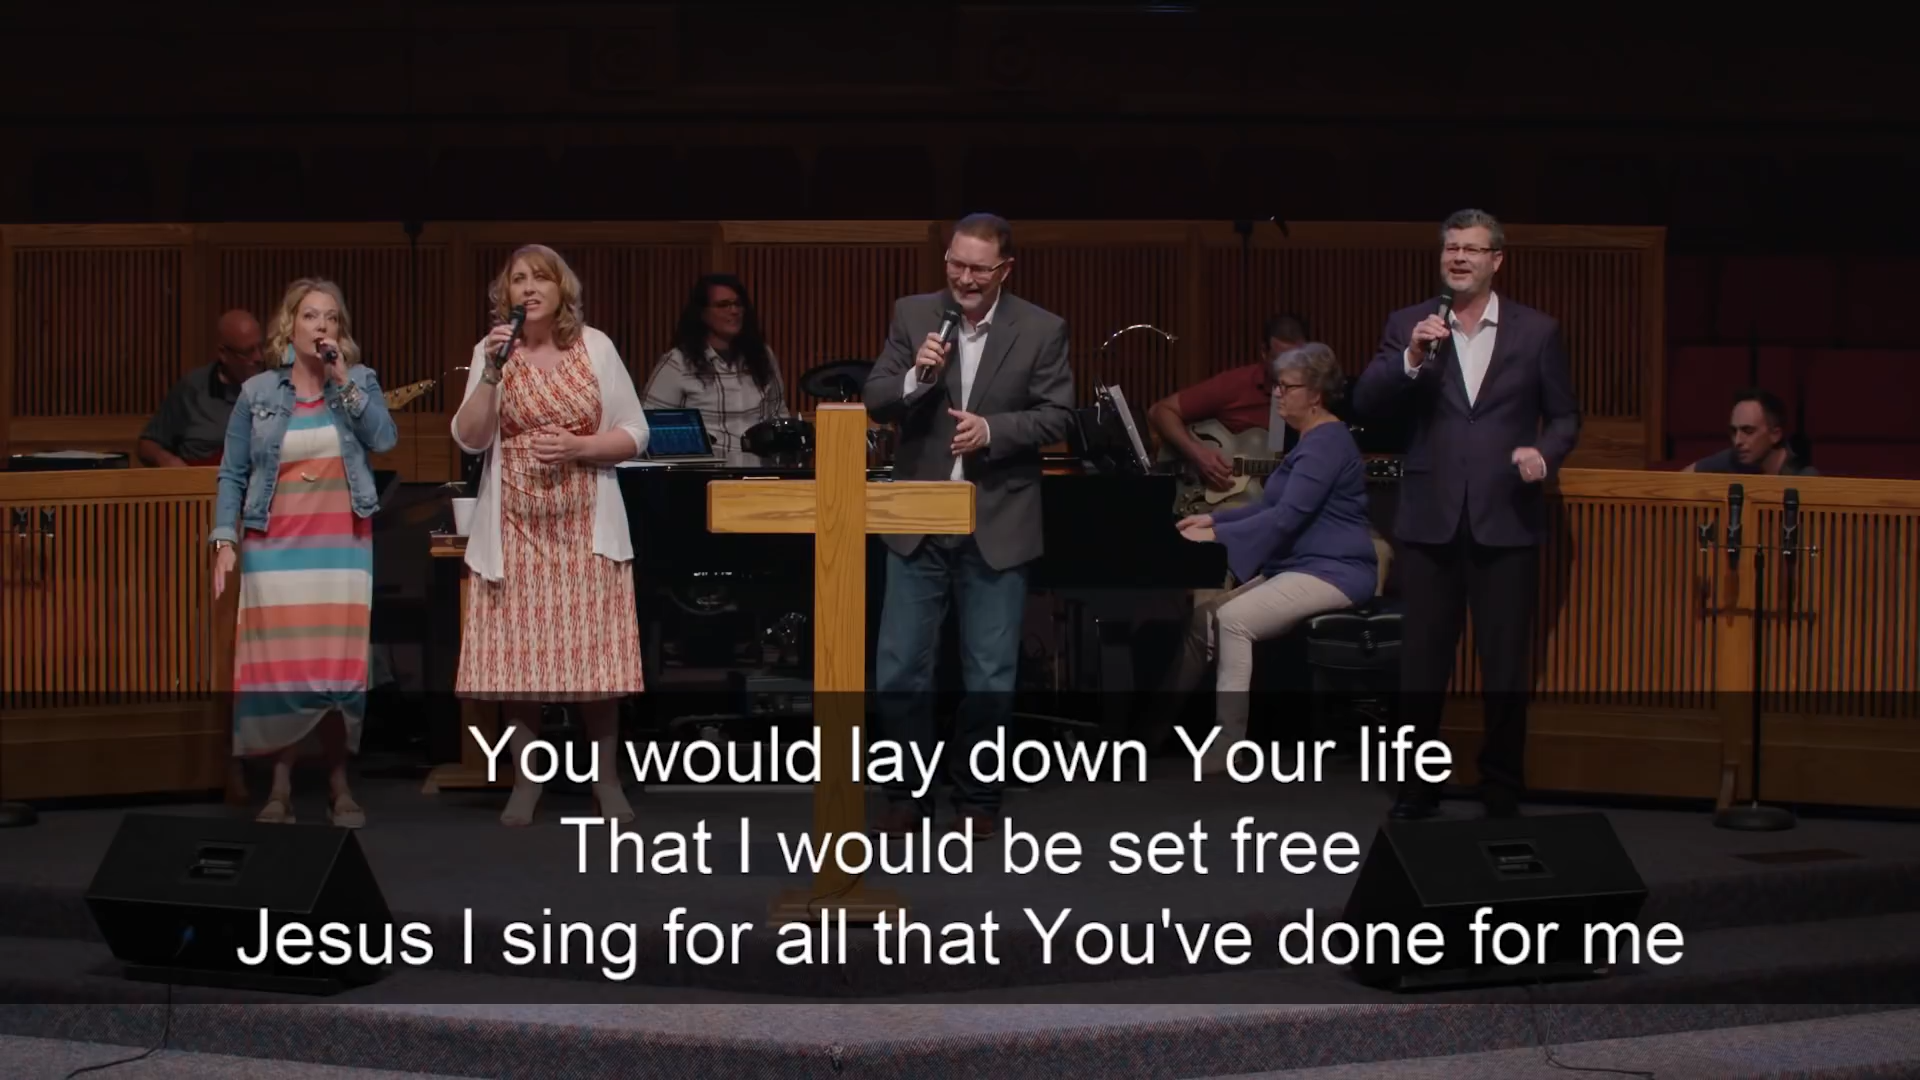 You would lay down Your life
That I would be set free
Jesus I sing for all that You've done for me